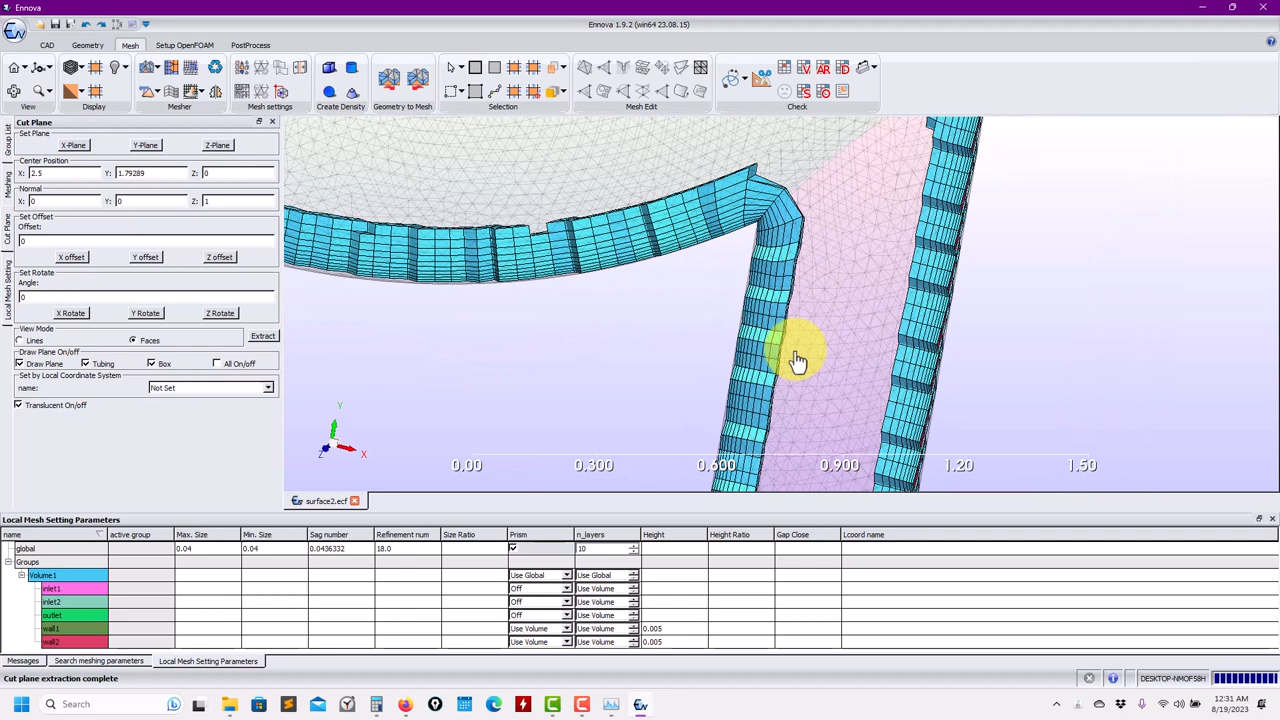 Ennova
Ennova 1.9.2 (win64 23.08.15)
CAD Geometry Mesh Setup OpenFOAM PostProcess
View Display Mesher Mesh settings Create Density Geometry to Mesh Selection Mesh Edit Check
Cut Plane
Set Plane
X-Plane Y-Plane Z-Plane
Center Position
X: 2.5 Y: 1.79289 Z: 0
Normal
X: 0 Y: 0 Z: 1
Set Offset
Offset:
0
X offset Y offset Z offset
Set Rotate
Angle:
0
X Rotate Y Rotate Z Rotate
View Mode
Lines Faces Extract
Draw Plane On/off
Draw Plane Tubing Box All On/off
Set by Local Coordinate System
name: Not Set
Translucent On/off
Group List
Meshing
Cut Plane
Local Mesh Setting
Y
X
Z
0.00 0.300 0.600 0.900 1.20 1.50
surface2.ecf
Local Mesh Setting Parameters
name active group Max. Size Min. Size Sag number Refinement num Size Ratio Prism n_layers Height Height Ratio Gap Close Lcoord name
global 0.04 0.04 0.0436332 18.0 10
Groups
Volume1 Use Global Use Global
inlet1 Off Use Volume
inlet2 Off Use Volume
outlet Off Use Volume
wall1 Use Volume Use Volume 0.005
wall2 Use Volume Use Volume 0.005
Messages Search meshing parameters Local Mesh Setting Parameters
Cut plane extraction complete DESKTOP-NMOF58H
Search 12:31 AM
8/19/2023